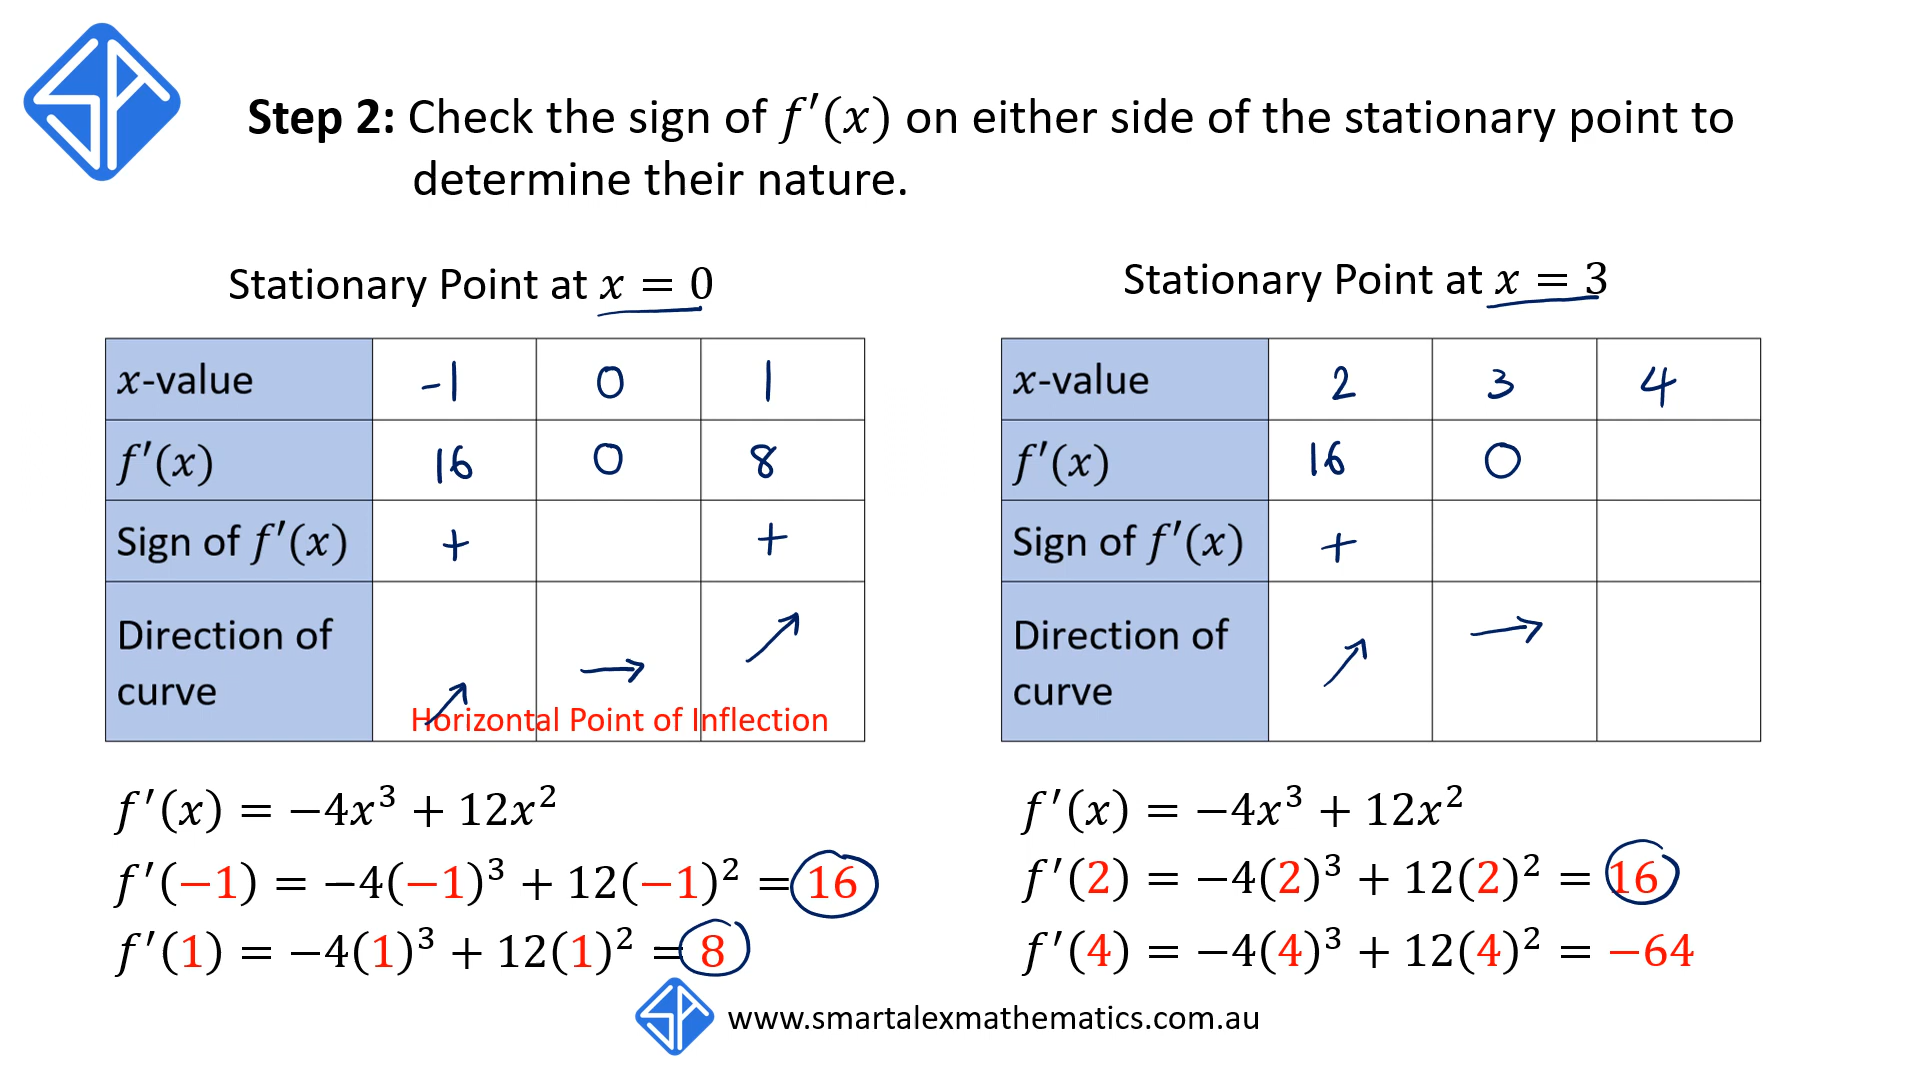 Step 2: Check the sign of f′(x) on either side of the stationary point to
determine their nature.
Stationary Point at x = 0
x-value -1 0 1
f′(x) 16 0 8
Sign of f′(x) + +
Direction of
curve
Horizontal Point of Inflection
f′(x) = −4x³ + 12x²
f′(−1) = −4(−1)³ + 12(−1)² = 16
f′(1) = −4(1)³ + 12(1)² = 8
Stationary Point at x = 3
x-value 2 3 4
f′(x) 16 0
Sign of f′(x) +
Direction of
curve
f′(x) = −4x³ + 12x²
f′(2) = −4(2)³ + 12(2)² = 16
f′(4) = −4(4)³ + 12(4)² = −64
www.smartalexmathematics.com.au